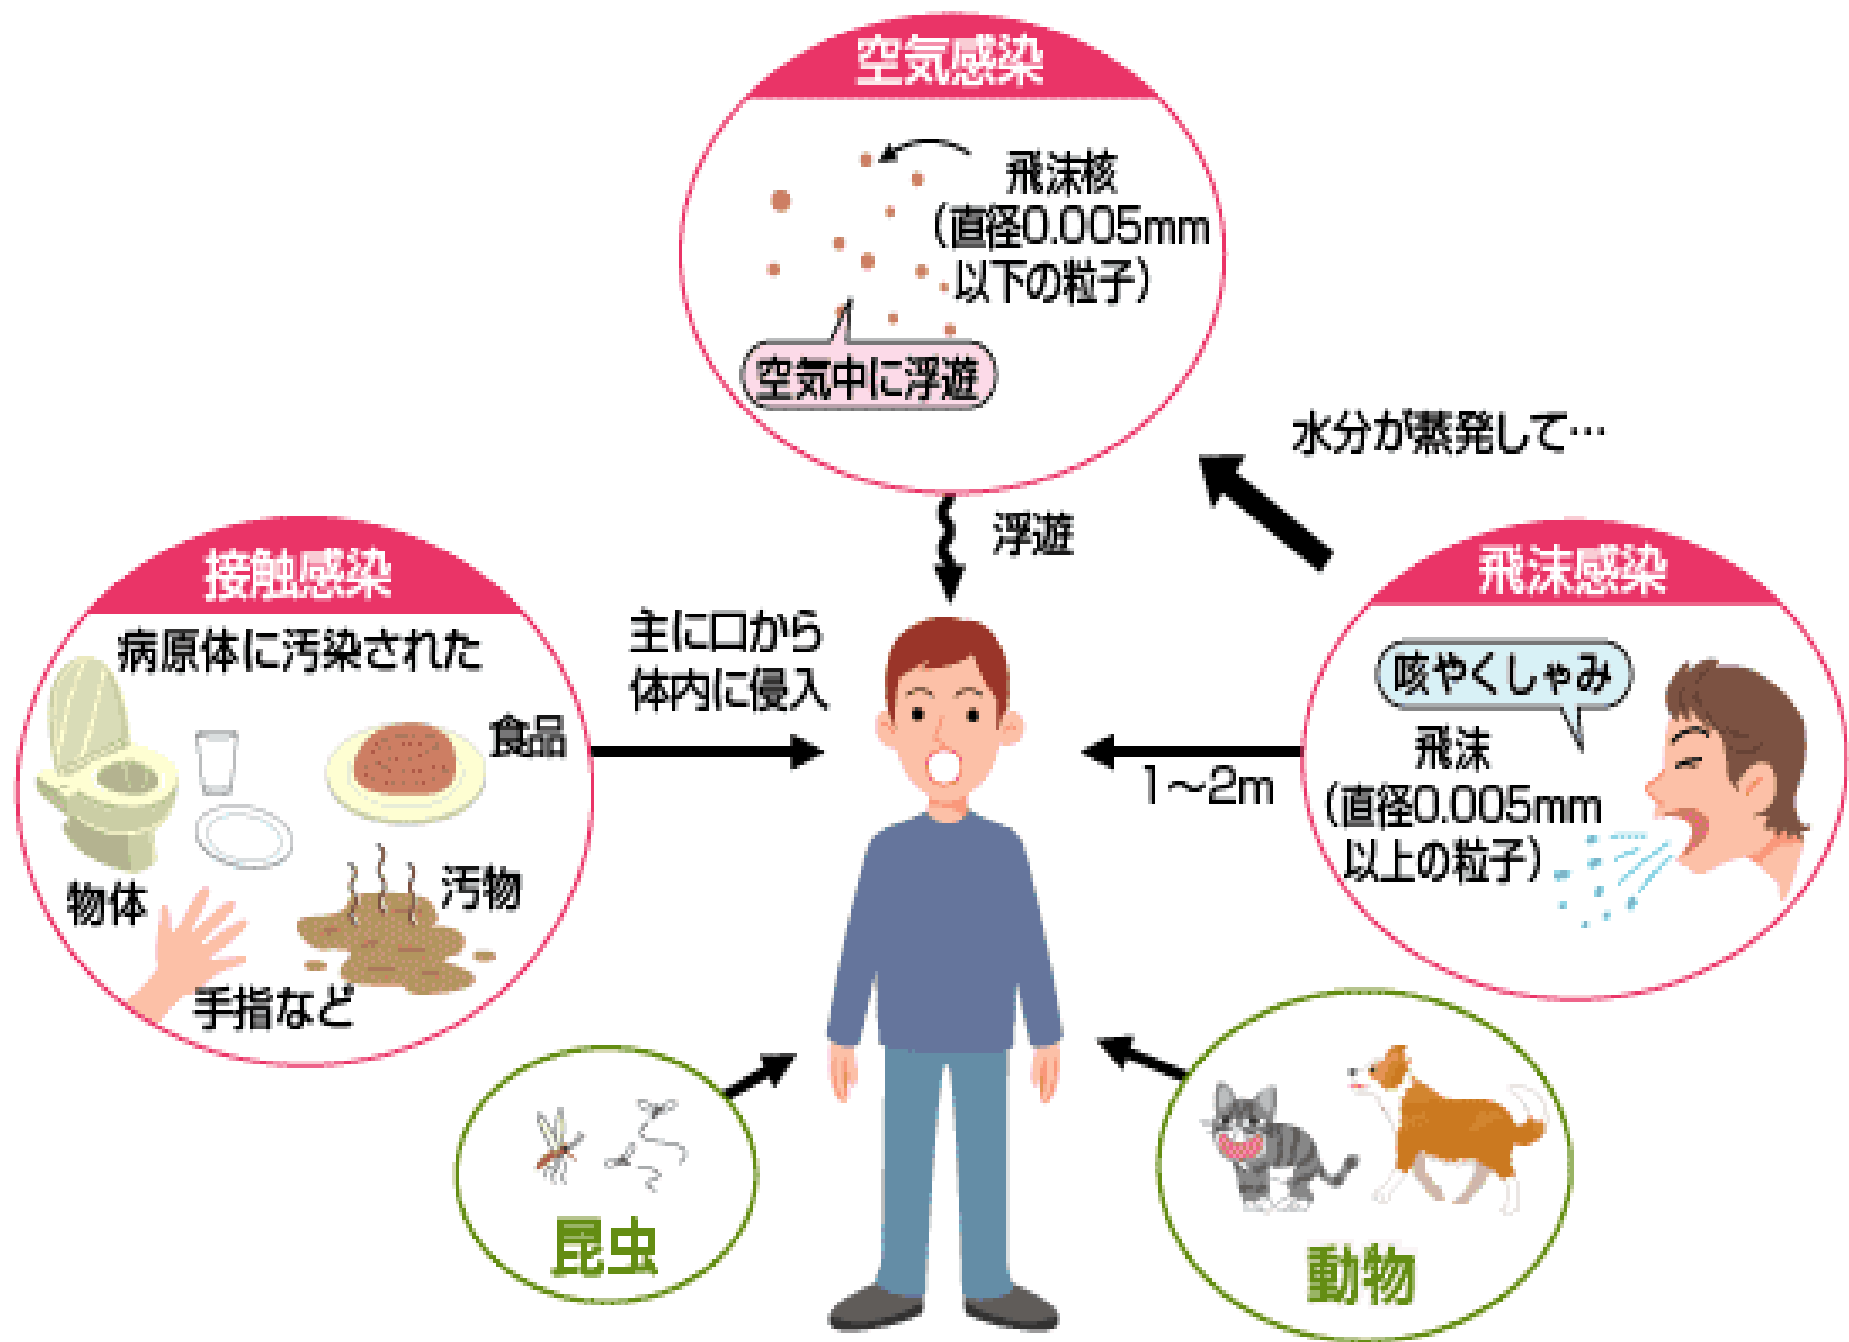 空気感染
飛沫核
（直径0.005mm
以下の粒子）
空気中に浮遊
水分が蒸発して…
浮遊
接触感染
病原体に汚染された
食品
物体
汚物
手指など
主に口から
体内に侵入
飛沫感染
咳やくしゃみ
飛沫
（直径0.005mm
以上の粒子）
1〜2m
昆虫
動物